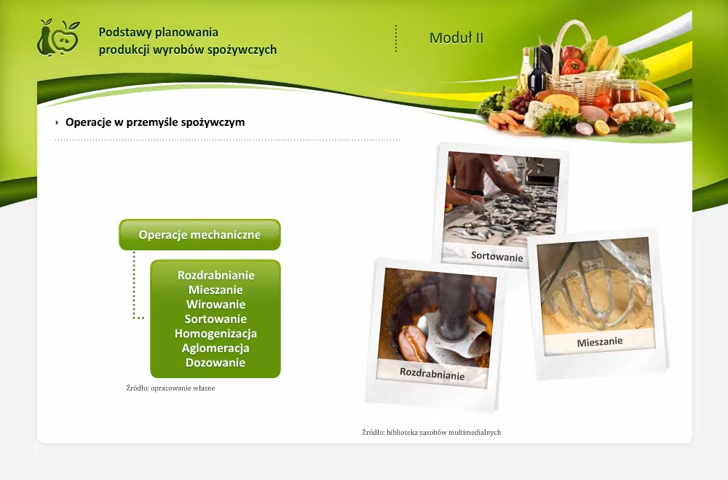 Podstawy planowania
produkcji wyrobów spożywczych
Moduł II
Operacje w przemyśle spożywczym
Operacje mechaniczne
Rozdrabnianie
Mieszanie
Wirowanie
Sortowanie
Homogenizacja
Aglomeracja
Dozowanie
Źródło: opracowanie własne
Sortowanie
Mieszanie
Rozdrabnianie
Źródło: biblioteka zasobów multimedialnych